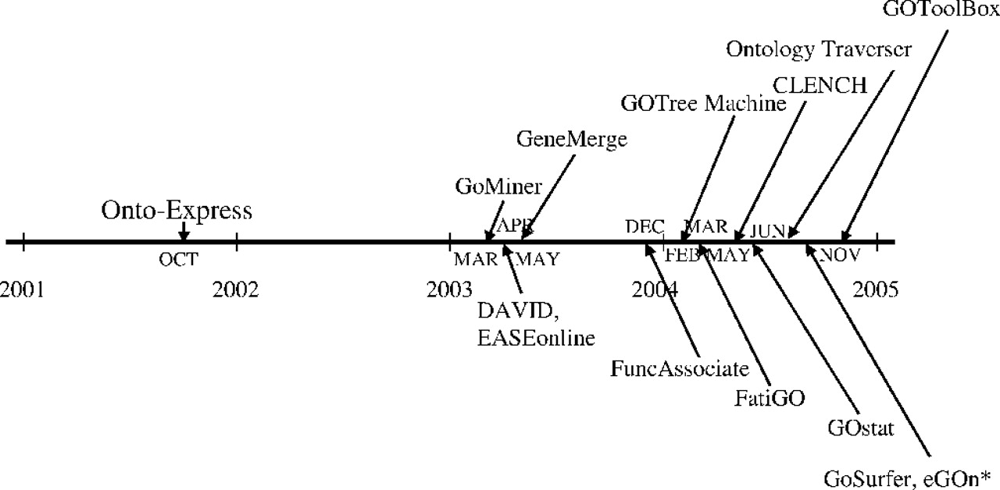 GOToolBox
Ontology Traverser
CLENCH
GOTree Machine
GeneMerge
GoMiner
Onto-Express
APR
DEC
MAR
JUN
OCT
MAR
MAY
FEB
MAY
NOV
2001
2002
2003
2004
2005
DAVID,
EASEonline
FuncAssociate
FatiGO
GOstat
GoSurfer, eGOn*